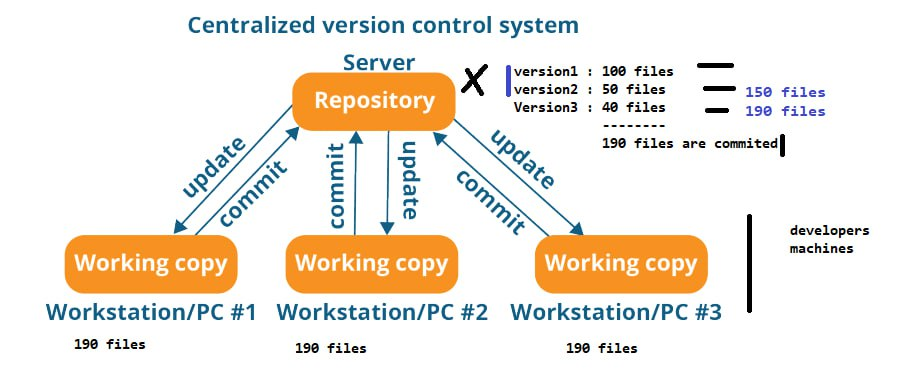 Centralized version control system
Server
Repository
version1 : 100 files
version2 : 50 files
150 files
Version3 : 40 files
190 files
--------
190 files are commited
update
commit
commit
update
update
commit
developers
machines
Working copy
Working copy
Working copy
Workstation/PC #1
Workstation/PC #2
Workstation/PC #3
190 files
190 files
190 files